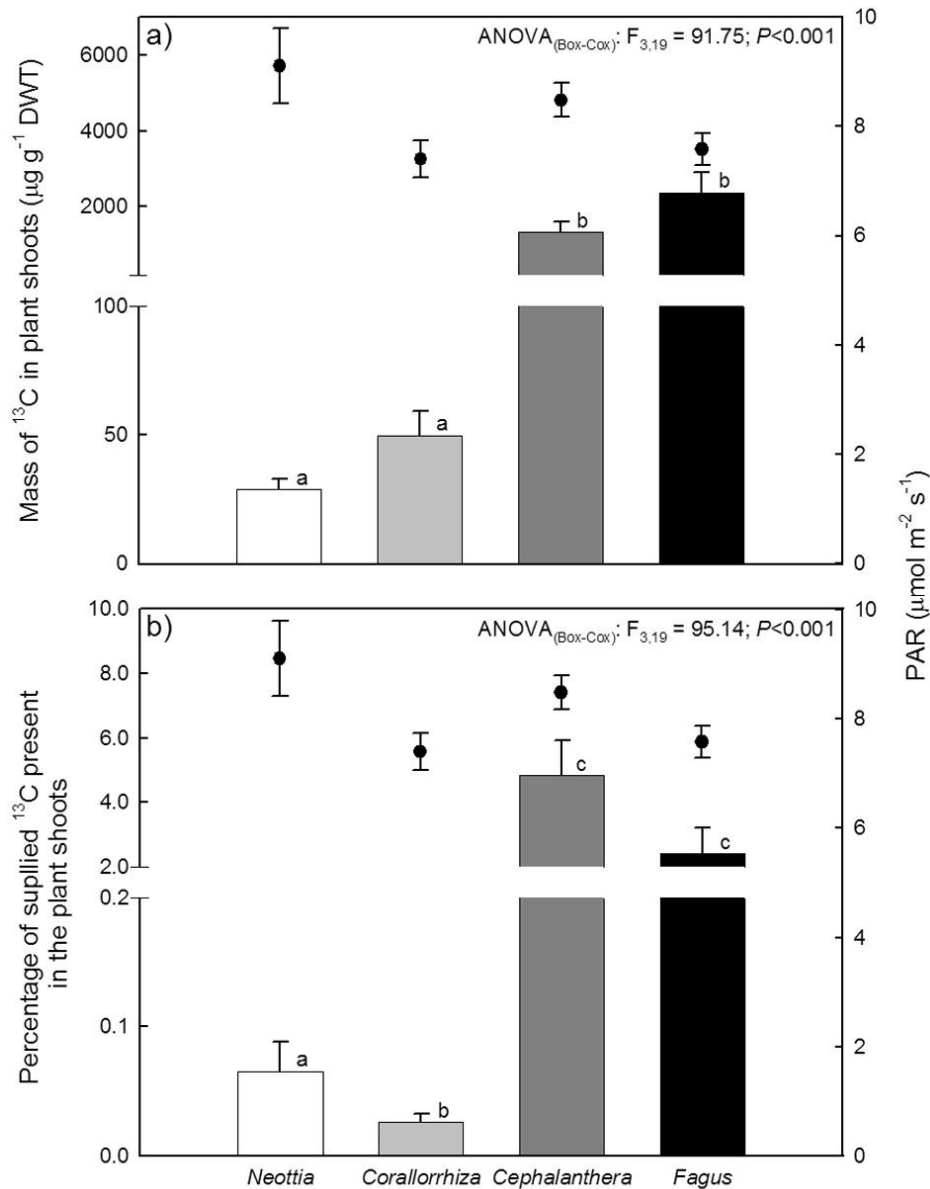 a)
ANOVA(Box-Cox): F3,19 = 91.75; P<0.001
Mass of 13C in plant shoots (µg g-1 DWT)
6000
4000
2000
100
50
0
a
a
b
b
10
8
6
4
2
0
PAR (µmol m-2 s-1)
b)
ANOVA(Box-Cox): F3,19 = 95.14; P<0.001
Percentage of supllied 13C present
in the plant shoots
10.0
8.0
6.0
4.0
2.0
0.2
0.1
0.0
a
b
c
c
10
8
6
4
2
0
Neottia Corallorrhiza Cephalanthera Fagus